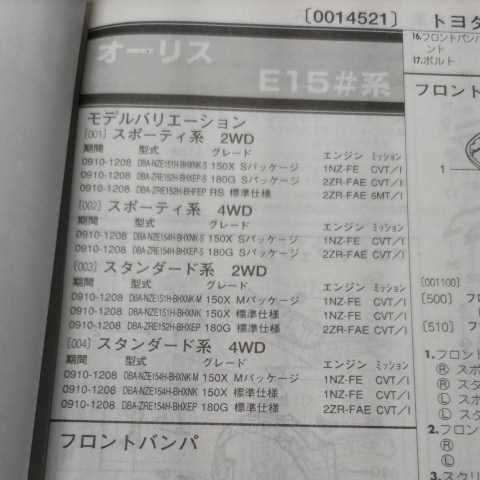 〔0014521〕 トヨタ
オーリス
E15#系
モデルバリエーション
〔001〕スポーティ系 2WD
期間 型式 グレード エンジン ミッション
0910-1208 DBA-NZE151H-BHXNK-S 150X Sパッケージ 1NZ-FE CVT/I
0910-1208 DBA-ZRE152H-BHXEP-S 180G Sパッケージ 2ZR-FAE CVT/I
0910-1208 DBA-ZRE152H-BHFEP RS 標準仕様 2ZR-FAE 6MT/I
〔002〕スポーティ系 4WD
期間 型式 グレード エンジン ミッション
0910-1208 DBA-NZE154H-BHXNK-S 150X Sパッケージ 1NZ-FE CVT/I
0910-1208 DBA-ZRE154H-BHXEP-S 180G Sパッケージ 2ZR-FAE CVT/I
〔003〕スタンダード系 2WD
期間 型式 グレード エンジン ミッション
0910-1208 DBA-NZE151H-BHXNK-M 150X Mパッケージ 1NZ-FE CVT/I
0910-1208 DBA-NZE151H-BHXNK 150X 標準仕様 1NZ-FE CVT/I
0910-1208 DBA-ZRE152H-BHXEP 180G 標準仕様 2ZR-FAE CVT/I
〔004〕スタンダード系 4WD
期間 型式 グレード エンジン ミッション
0910-1208 DBA-NZE154H-BHXNK-M 150X Mパッケージ 1NZ-FE CVT/I
0910-1208 DBA-NZE154H-BHXNK 150X 標準仕様 1NZ-FE CVT/I
0910-1208 DBA-ZRE154H-BHXEP 180G 標準仕様 2ZR-FAE CVT/I
フロントバンパ
16.フロントバンパ
ント
17.ボルト
フロント
1
〔001100〕
〔500〕 フロ
〔510〕 フ
1.フロント
Ⓡ スポ
Ⓡ スタ
Ⓛ スポ
Ⓛ スタ
2.フロン
Ⓡ
Ⓛ
3.スクリ